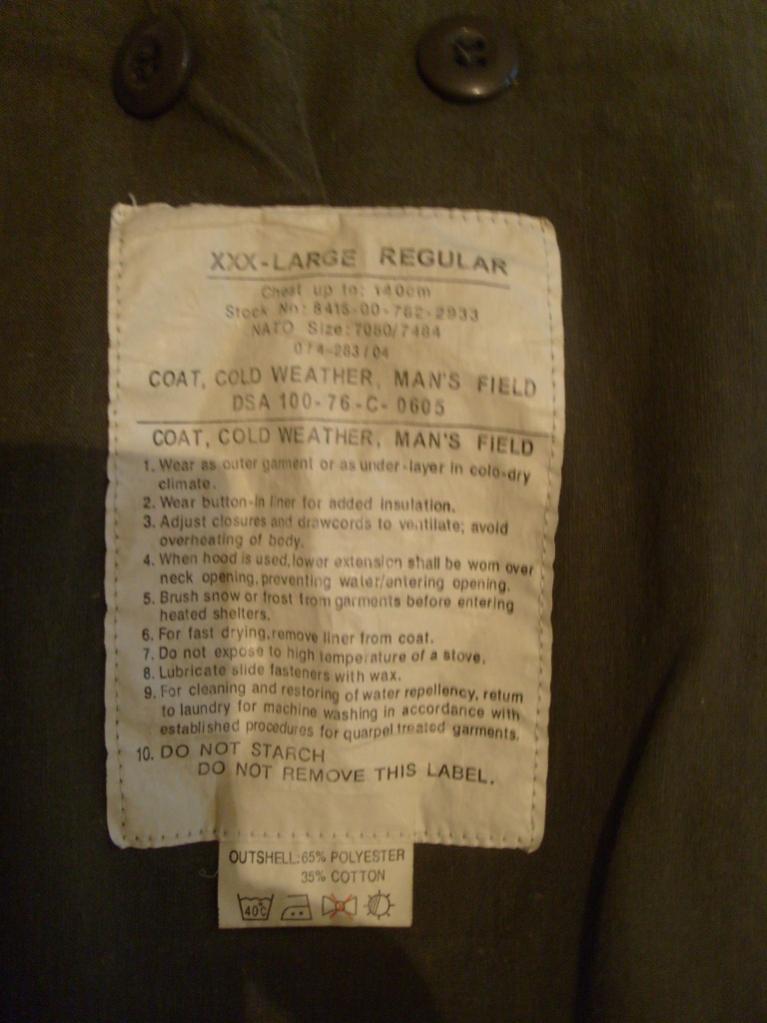 XXX-LARGE REGULAR
Chest up to: 140cm
Stock No: 8415-00-782-2933
NATO Size: 7080/7484
074-283/04
COAT, COLD WEATHER, MAN'S FIELD
DSA 100-76-C-0605
COAT, COLD WEATHER, MAN'S FIELD
1. Wear as outer garment or as under-layer in cold-dry
climate.
2. Wear button-in liner for added insulation.
3. Adjust closures and drawcords to ventilate; avoid
overheating of body.
4. When hood is used, lower extension shall be worn over
neck opening, preventing water/entering opening.
5. Brush snow or frost from garments before entering
heated shelters.
6. For fast drying, remove liner from coat.
7. Do not expose to high temperature of a stove.
8. Lubricate slide fasteners with wax.
9. For cleaning and restoring of water repellency, return
to laundry for machine washing in accordance with
established procedures for quarpel treated garments.
10. DO NOT STARCH
DO NOT REMOVE THIS LABEL.
OUTSHELL: 65% POLYESTER
35% COTTON
40C